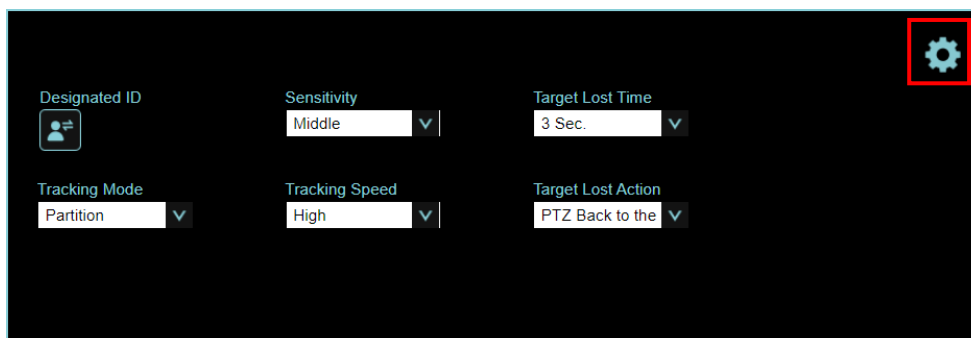 Designated ID
Sensitivity
Target Lost Time
Middle
3 Sec.
Tracking Mode
Tracking Speed
Target Lost Action
Partition
High
PTZ Back to the